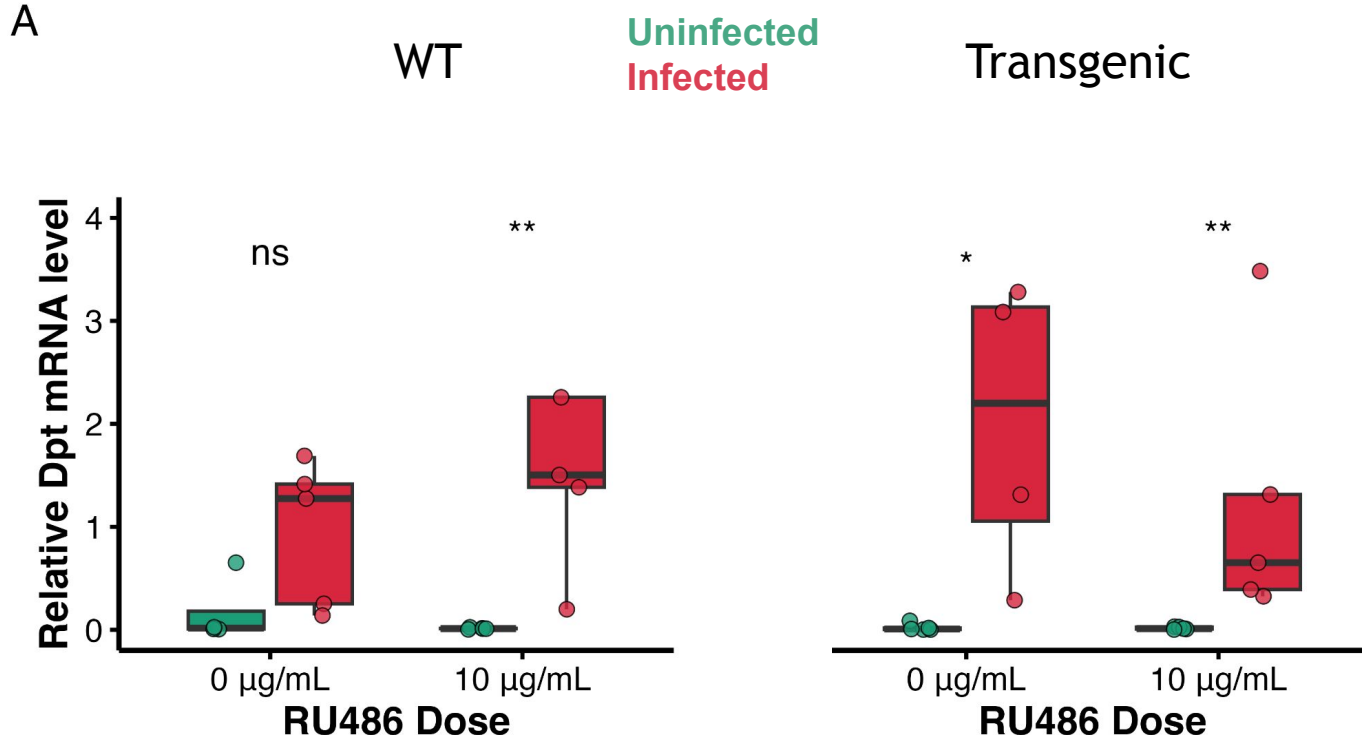 A
WT
Uninfected
Infected
Transgenic
Relative Dpt mRNA level
4
3
2
1
0
ns
**
*
**
0 µg/mL
10 µg/mL
RU486 Dose
0 µg/mL
10 µg/mL
RU486 Dose